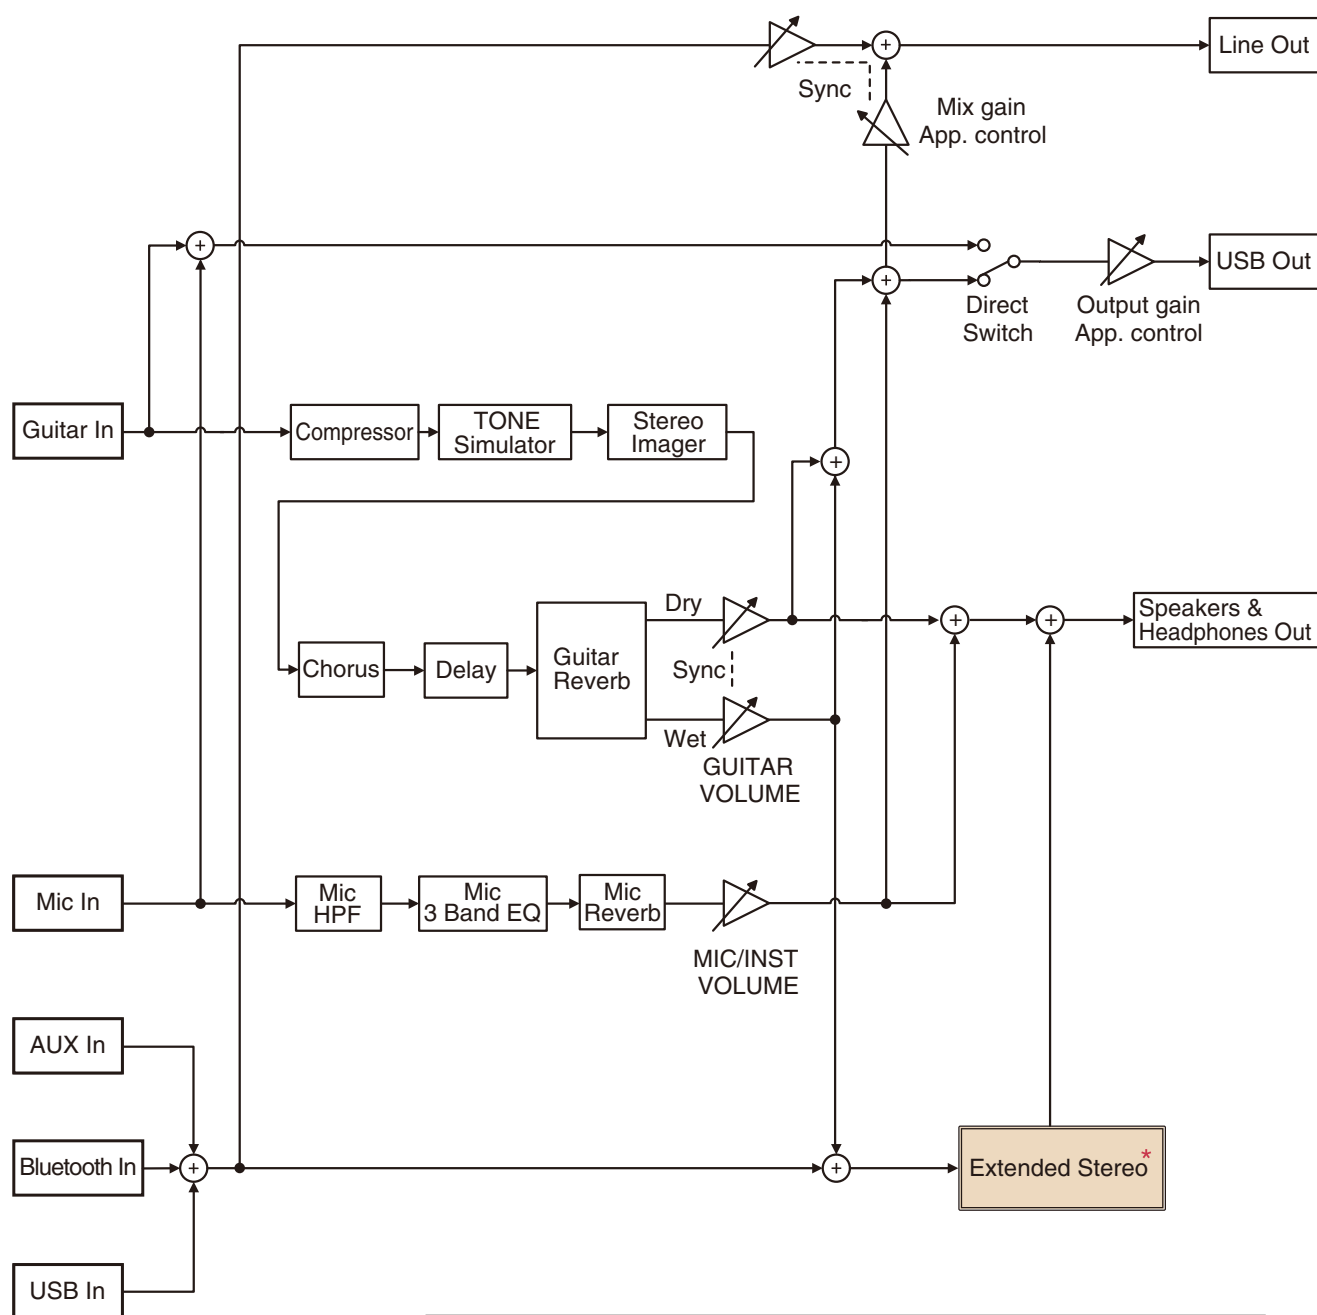 Line Out
Sync
Mix gain
App. control
USB Out
Direct
Switch
Output gain
App. control
Guitar In
Compressor
TONE
Simulator
Stereo
Imager
Dry
Speakers &
Headphones Out
Chorus
Delay
Guitar
Reverb
Sync
Wet
GUITAR
VOLUME
Mic In
Mic
HPF
Mic
3 Band EQ
Mic
Reverb
MIC/INST
VOLUME
AUX In
Bluetooth In
Extended Stereo*
USB In